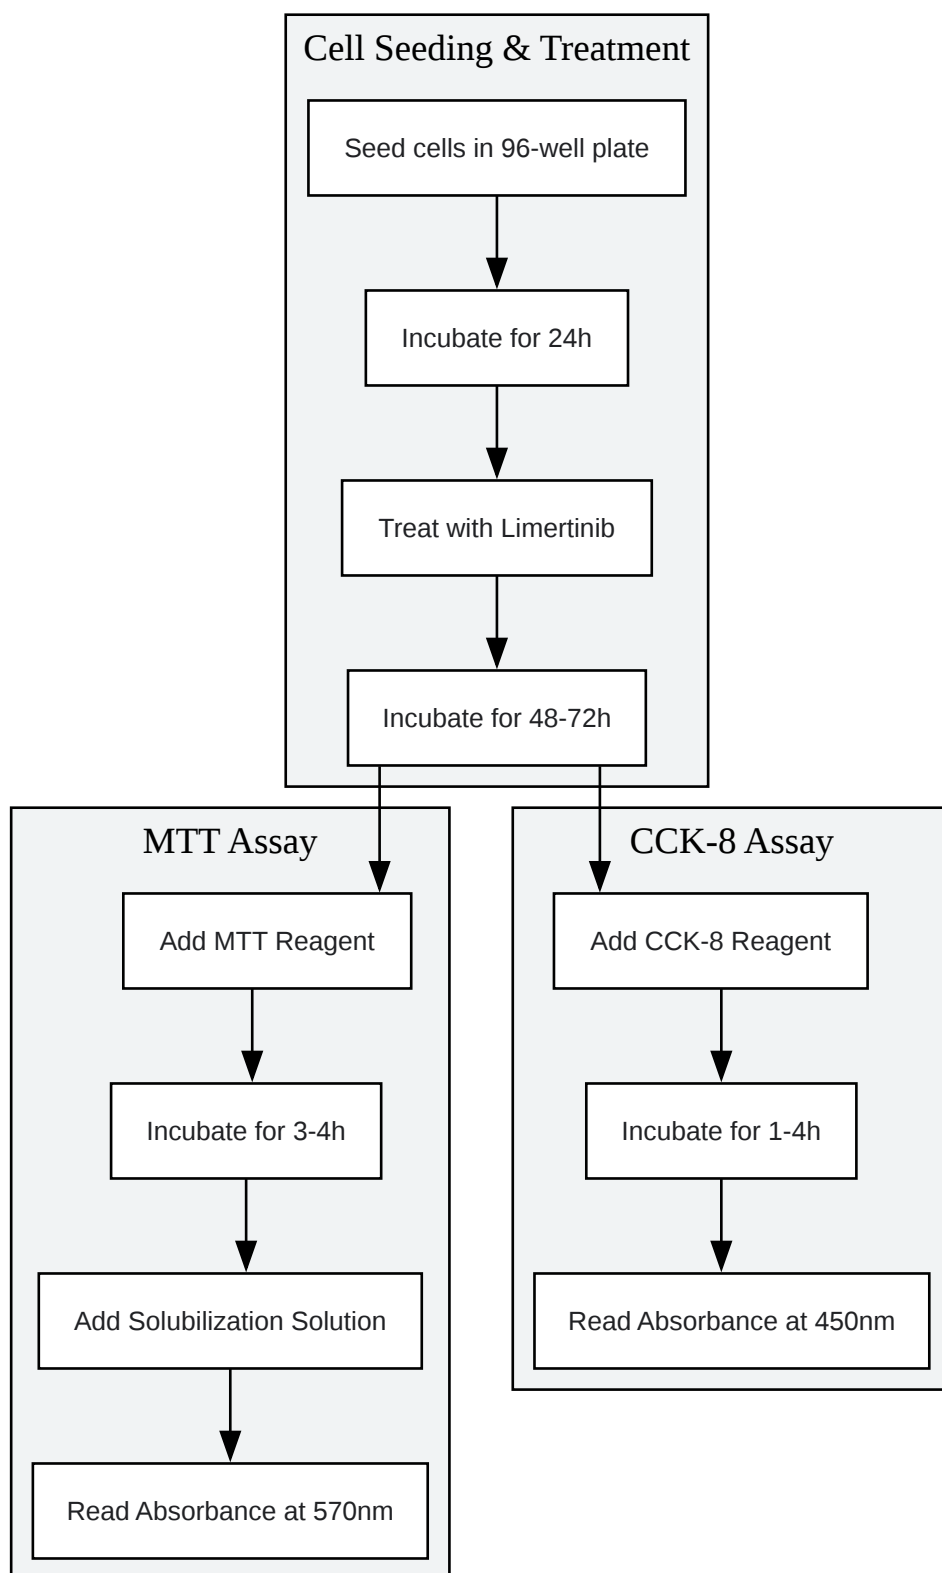 Cell Seeding & Treatment
Seed cells in 96-well plate
Incubate for 24h
Treat with Limertinib
Incubate for 48-72h
MTT Assay
Add MTT Reagent
Incubate for 3-4h
Add Solubilization Solution
Read Absorbance at 570nm
CCK-8 Assay
Add CCK-8 Reagent
Incubate for 1-4h
Read Absorbance at 450nm